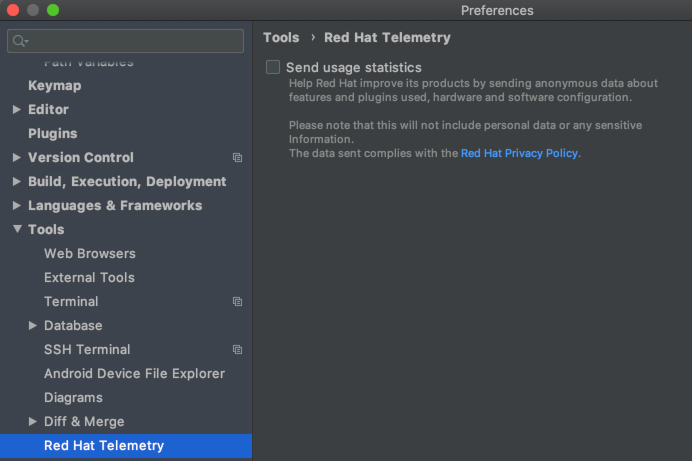 Preferences
Path Variables
Keymap
Editor
Plugins
Version Control
Build, Execution, Deployment
Languages & Frameworks
Tools
Web Browsers
External Tools
Terminal
Database
SSH Terminal
Android Device File Explorer
Diagrams
Diff & Merge
Red Hat Telemetry
Tools › Red Hat Telemetry
Send usage statistics
Help Red Hat improve its products by sending anonymous data about
features and plugins used, hardware and software configuration.
Please note that this will not include personal data or any sensitive
Information.
The data sent complies with the Red Hat Privacy Policy.